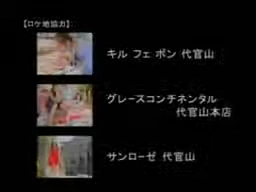 【ロケ地協力】
キル フェ ボン 代官山
グレースコンチネンタル
代官山本店
サンローゼ 代官山